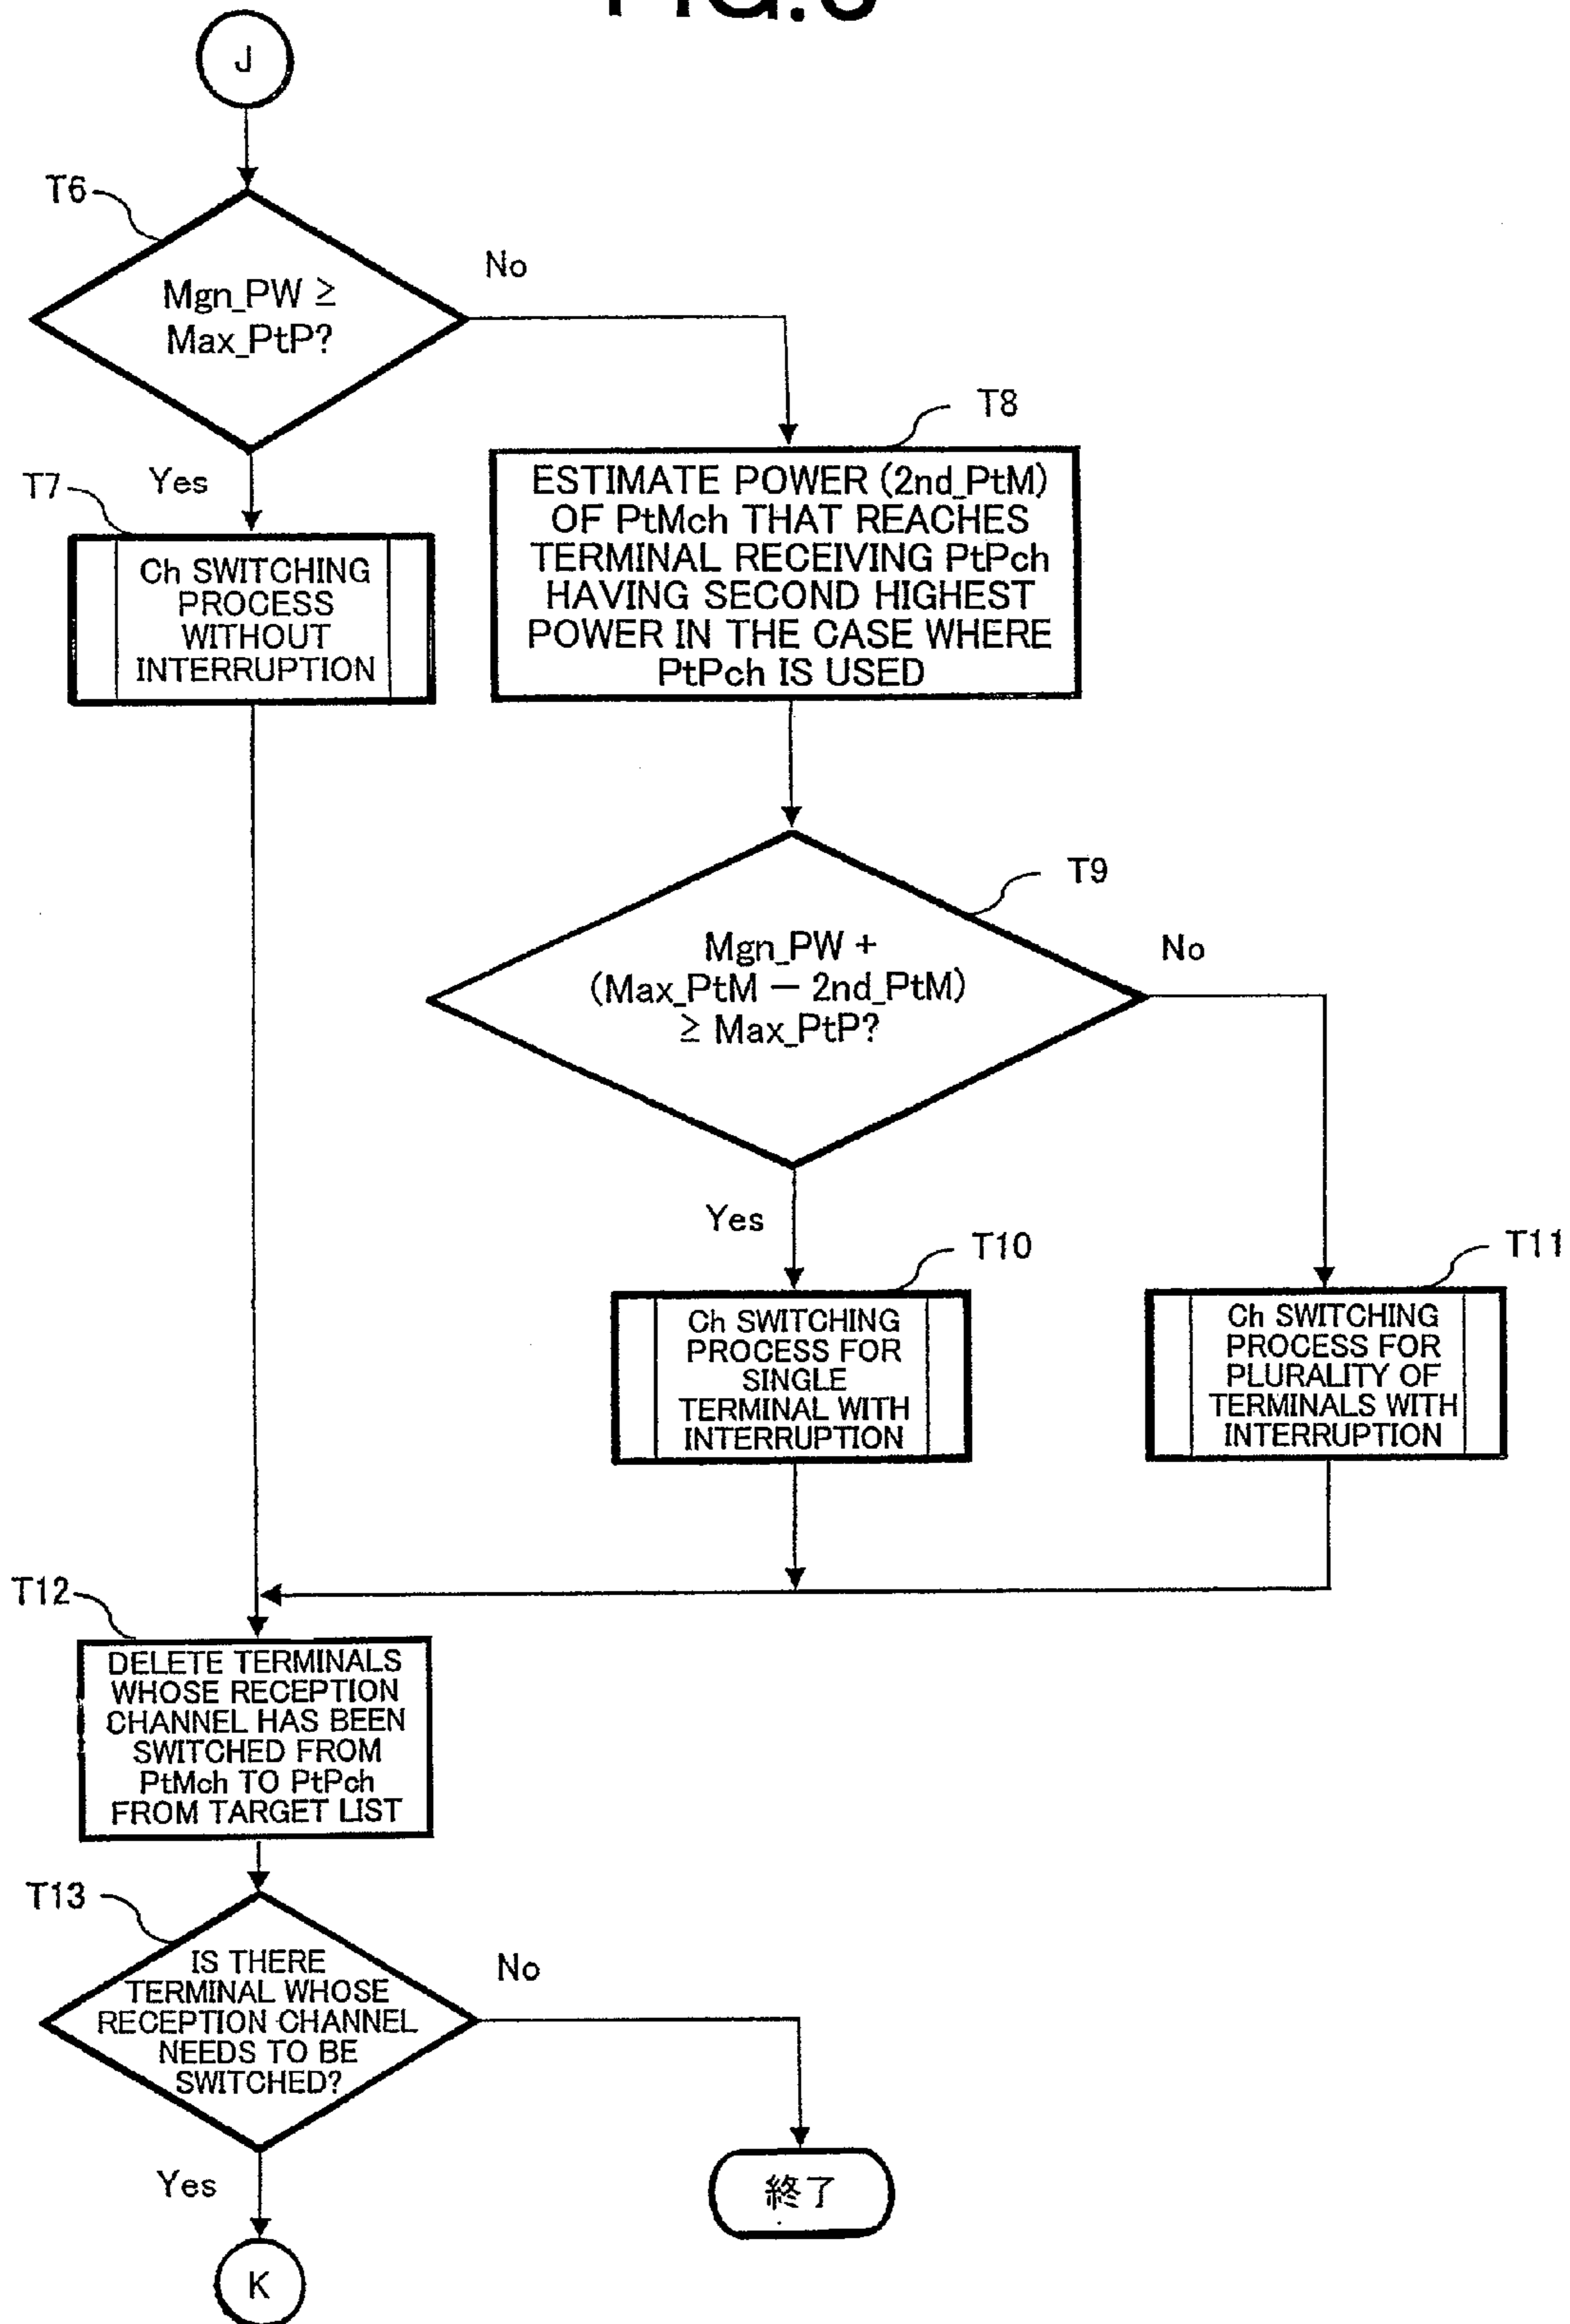 FIG.
J
T6
Mgn_PW ≥
Max_PtP?
No
Yes
T7
Ch SWITCHING
PROCESS
WITHOUT
INTERRUPTION
T8
ESTIMATE POWER (2nd_PtM)
OF PtMch THAT REACHES
TERMINAL RECEIVING PtPch
HAVING SECOND HIGHEST
POWER IN THE CASE WHERE
PtPch IS USED
T9
Mgn_PW +
(Max_PtM − 2nd_PtM)
≥ Max_PtP?
No
Yes
T10
Ch SWITCHING
PROCESS FOR
SINGLE
TERMINAL WITH
INTERRUPTION
T11
Ch SWITCHING
PROCESS FOR
PLURALITY OF
TERMINALS WITH
INTERRUPTION
T12
DELETE TERMINALS
WHOSE RECEPTION
CHANNEL HAS BEEN
SWITCHED FROM
PtMch TO PtPch
FROM TARGET LIST
T13
IS THERE
TERMINAL WHOSE
RECEPTION CHANNEL
NEEDS TO BE
SWITCHED?
No
Yes
終了
K